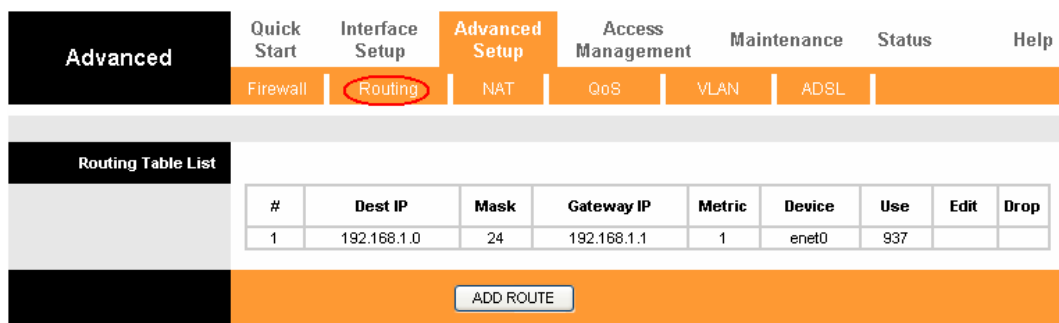 Advanced
Quick Start
Interface Setup
Advanced Setup
Access Management
Maintenance
Status
Help
Firewall
Routing
NAT
QoS
VLAN
ADSL
Routing Table List
# Dest IP Mask Gateway IP Metric Device Use Edit Drop
1 192.168.1.0 24 192.168.1.1 1 enet0 937
ADD ROUTE